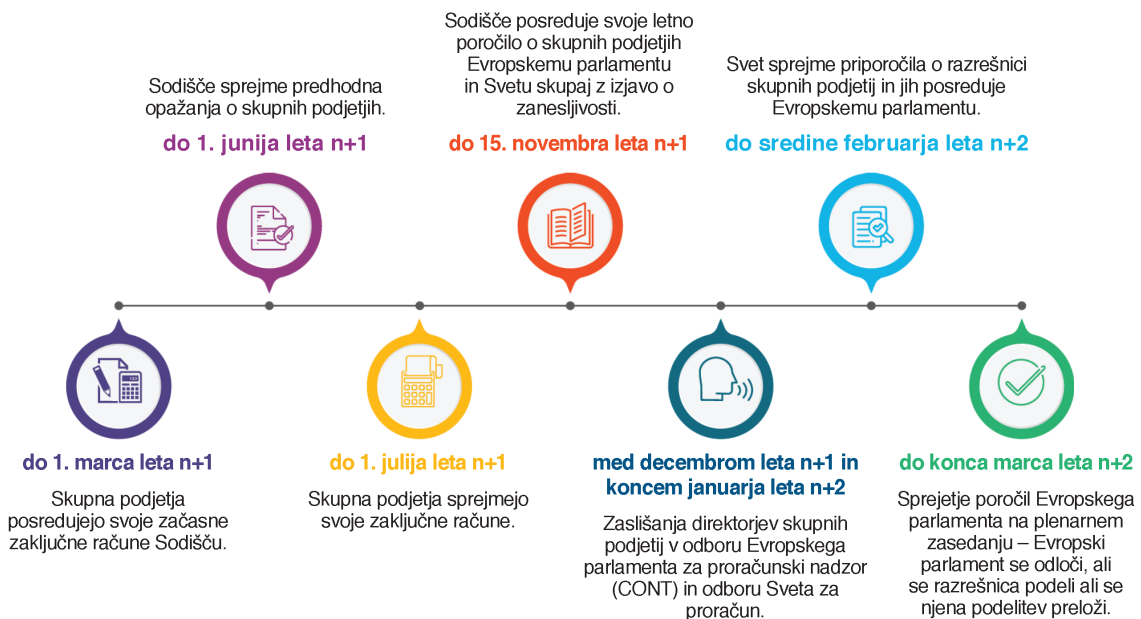 Sodišče sprejme predhodna
opažanja o skupnih podjetjih.
do 1. junija leta n+1
Sodišče posreduje svoje letno
poročilo o skupnih podjetjih
Evropskemu parlamentu
in Svetu skupaj z izjavo o
zanesljivosti.
do 15. novembra leta n+1
Svet sprejme priporočila o razrešnici
skupnih podjetij in jih posreduje
Evropskemu parlamentu.
do sredine februarja leta n+2
do 1. marca leta n+1
Skupna podjetja
posredujejo svoje začasne
zaključne račune Sodišču.
do 1. julija leta n+1
Skupna podjetja sprejmejo
svoje zaključne račune.
med decembrom leta n+1 in
koncem januarja leta n+2
Zaslišanja direktorjev skupnih
podjetij v odboru Evropskega
parlamenta za proračunski nadzor
(CONT) in odboru Sveta za
proračun.
do konca marca leta n+2
Sprejetje poročil Evropskega
parlamenta na plenarnem
zasedanju – Evropski
parlament se odloči, ali
se razrešnica podeli ali se
njena podelitev preloži.